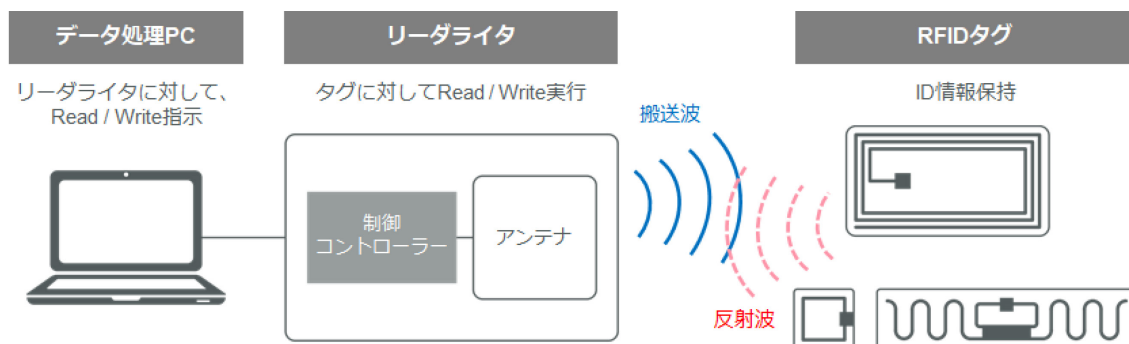 データ処理PC
リーダライタ
RFIDタグ
リーダライタに対して、
Read / Write指示
タグに対してRead / Write実行
ID情報保持
搬送波
制御
コントローラー
アンテナ
反射波